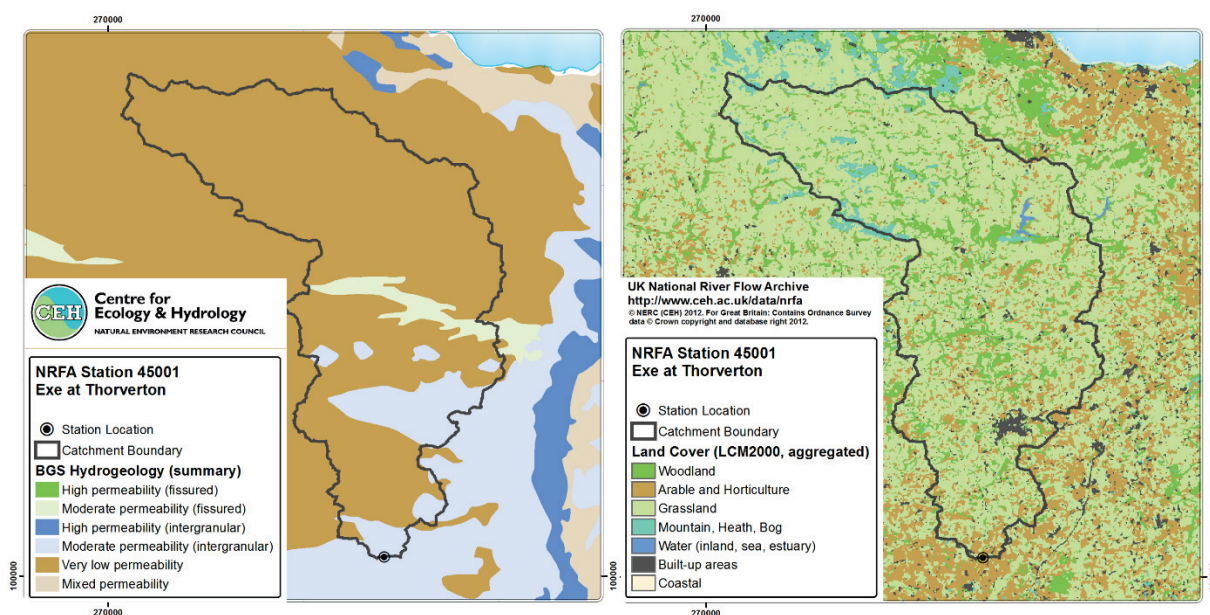 270000
CEH
Centre for
Ecology & Hydrology
NATURAL ENVIRONMENT RESEARCH COUNCIL
NRFA Station 45001
Exe at Thorverton
Station Location
Catchment Boundary
BGS Hydrogeology (summary)
High permeability (fissured)
Moderate permeability (fissured)
High permeability (intergranular)
Moderate permeability (intergranular)
Very low permeability
Mixed permeability
100000
270000
270000
UK National River Flow Archive
http://www.ceh.ac.uk/data/nrfa
© NERC (CEH) 2012. For Great Britain: Contains Ordnance Survey
data © Crown copyright and database right 2012.
NRFA Station 45001
Exe at Thorverton
Station Location
Catchment Boundary
Land Cover (LCM2000, aggregated)
Woodland
Arable and Horticulture
Grassland
Mountain, Heath, Bog
Water (inland, sea, estuary)
Built-up areas
Coastal
270000